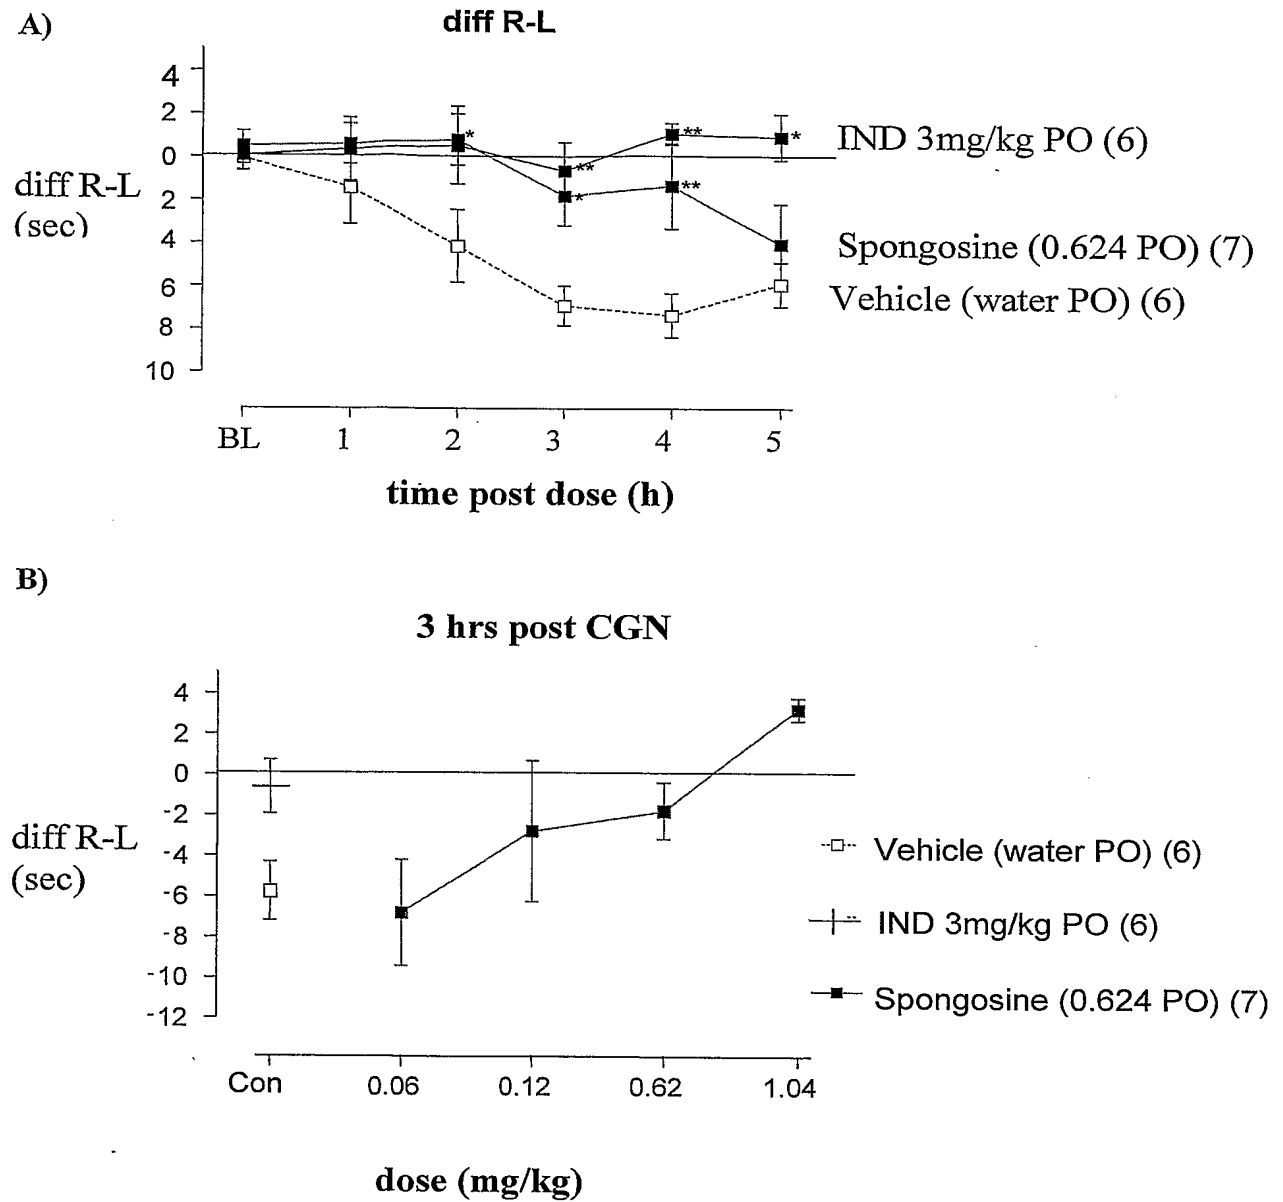 A)
diff R-L
4
2
0
2
4
6
8
10
diff R-L
(sec)
*
**
*
**
**
*
IND 3mg/kg PO (6)
Spongosine (0.624 PO) (7)
Vehicle (water PO) (6)
BL 1 2 3 4 5
time post dose (h)
B)
3 hrs post CGN
4
2
0
-2
-4
-6
-8
-10
-12
diff R-L
(sec)
Vehicle (water PO) (6)
IND 3mg/kg PO (6)
Spongosine (0.624 PO) (7)
Con 0.06 0.12 0.62 1.04
dose (mg/kg)